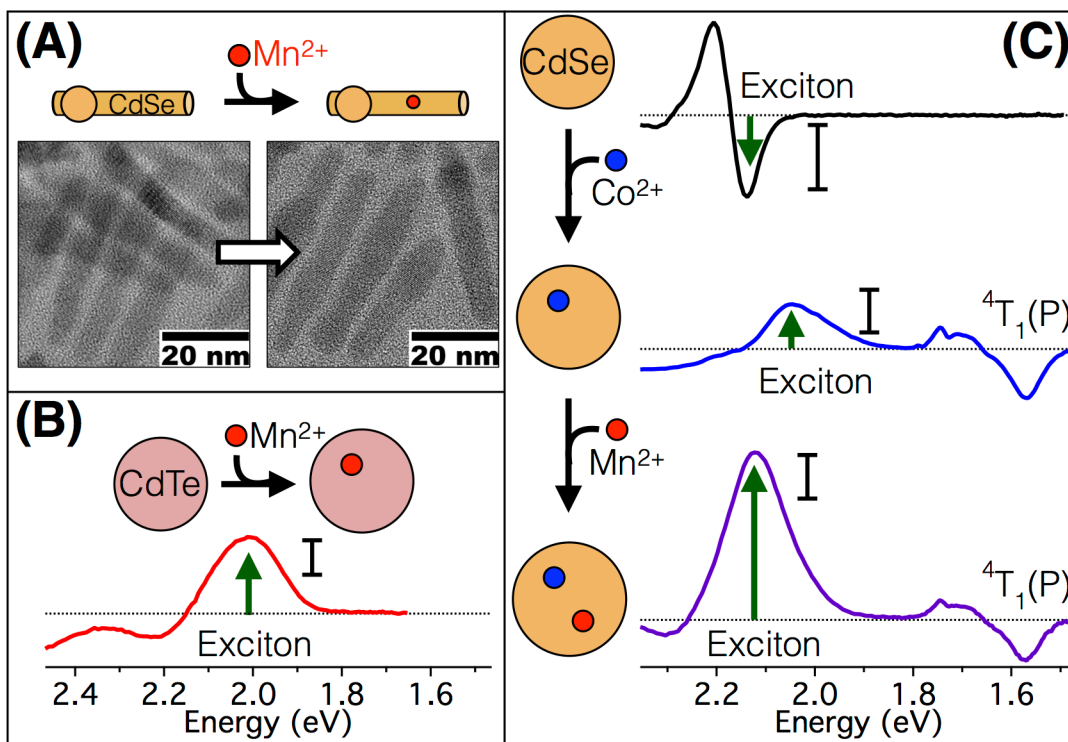 (A)
Mn²⁺
CdSe
20 nm
20 nm
(B)
Mn²⁺
CdTe
Exciton
2.4 2.2 2.0 1.8 1.6
Energy (eV)
(C)
CdSe
Exciton
Co²⁺
⁴T₁(P)
Exciton
Mn²⁺
⁴T₁(P)
Exciton
2.2 2.0 1.8 1.6
Energy (eV)